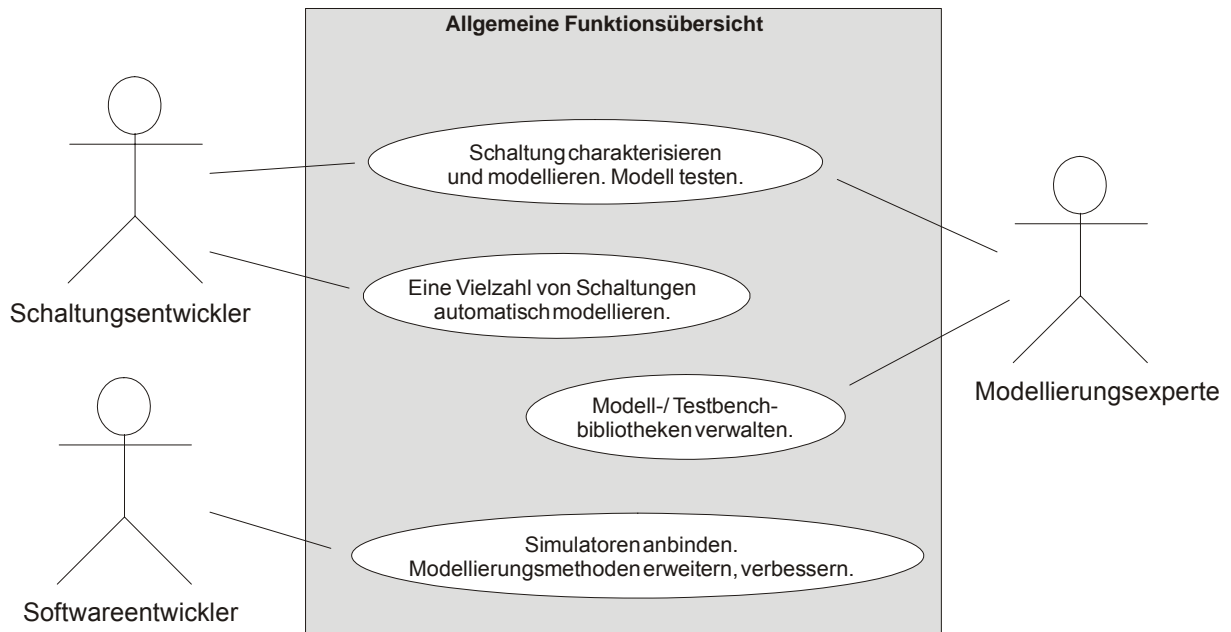 Allgemeine Funktionsübersicht
Schaltung charakterisieren
und modellieren. Modell testen.
Schaltungsentwickler
Eine Vielzahl von Schaltungen
automatisch modellieren.
Modellierungsexperte
Modell-/ Testbench-
bibliotheken verwalten.
Simulatoren anbinden.
Modellierungsmethoden erweitern, verbessern.
Softwareentwickler